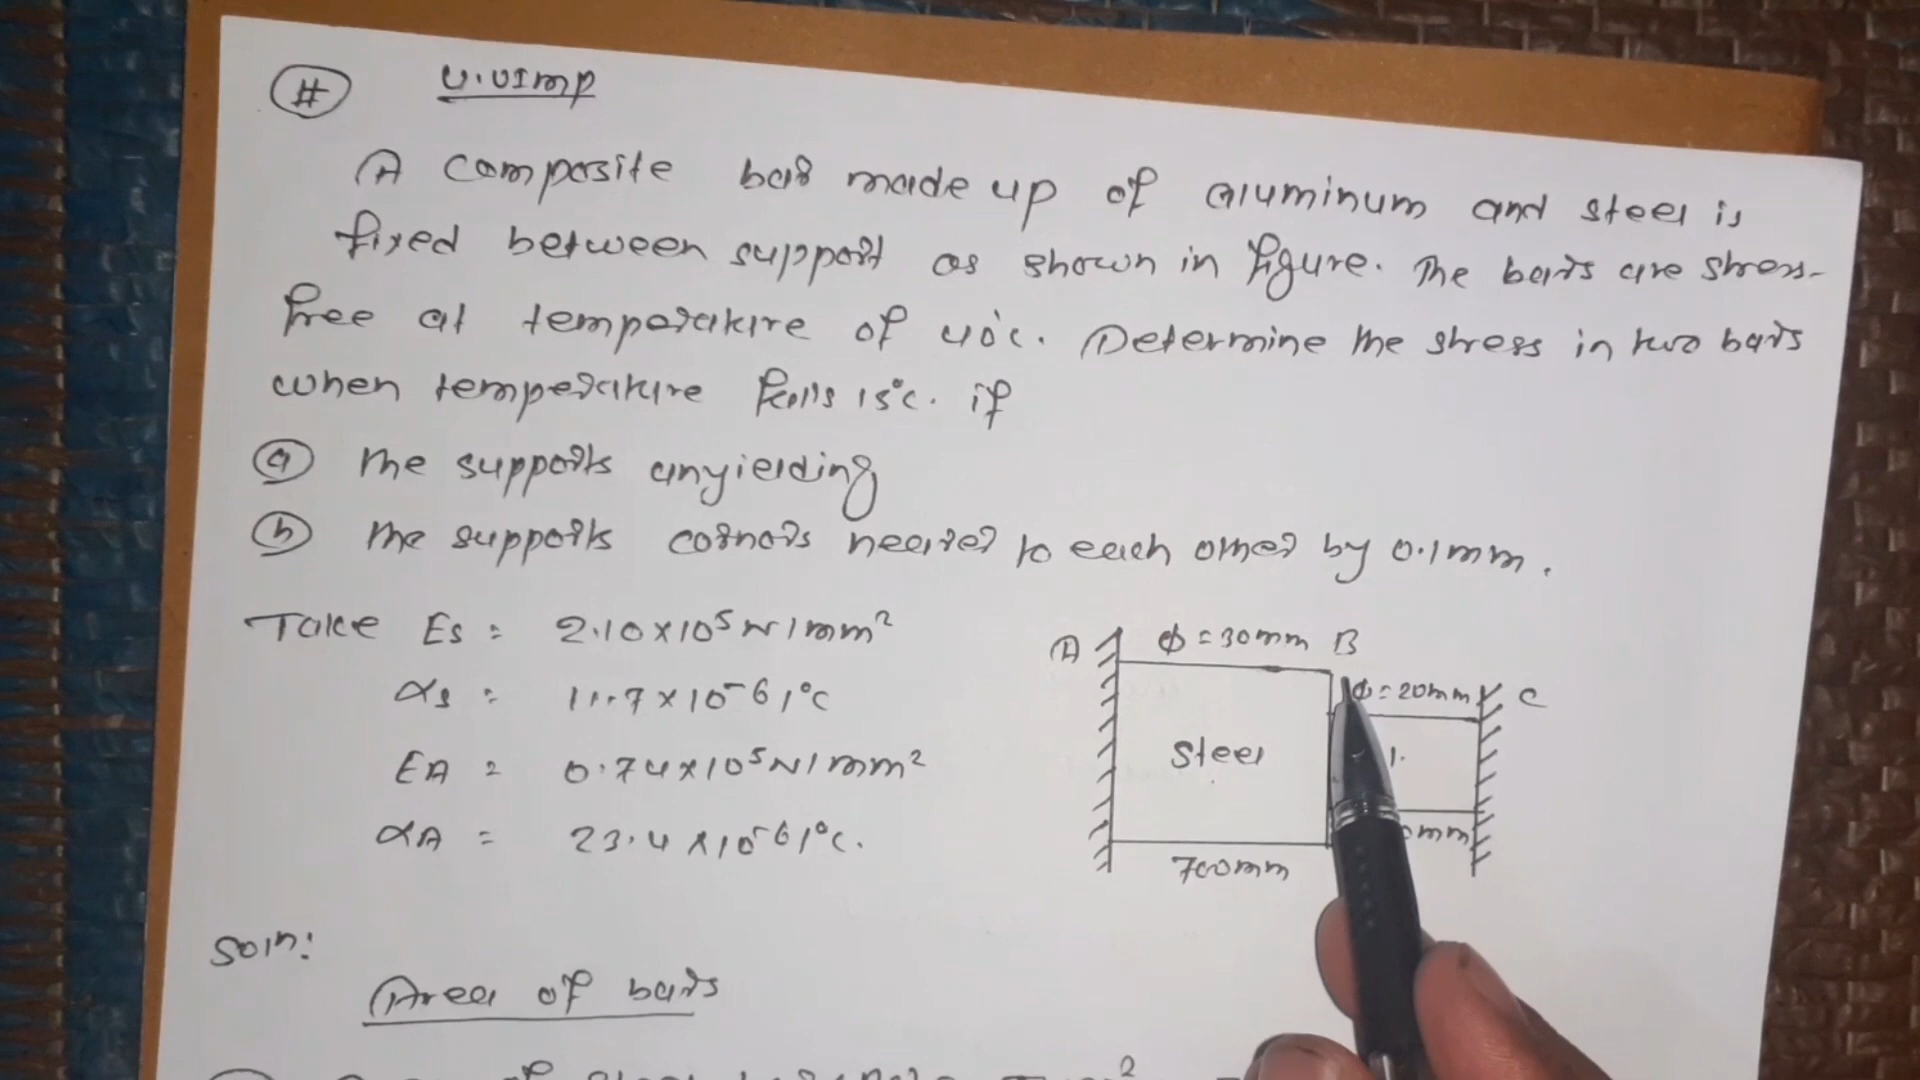 #
V.VImp
A composite bar made up of aluminum and steel is
fixed between support as shown in figure. The bars are stress-
free at temperature of 40°c. Determine the stress in two bars
when temperature falls 15°c. if
(a) the supports unyielding
(b) the supports comes nearer to each other by 0.1mm.
Take Es = 2.10×10⁵N/mm²
αs = 11.7×10⁻⁶/°c
EA = 0.74×10⁵N/mm²
αA = 23.4×10⁻⁶/°c.
A
ϕ=30mm B
ϕ=20mm C
Steel
700mm
mm
Soln:
Area of bars